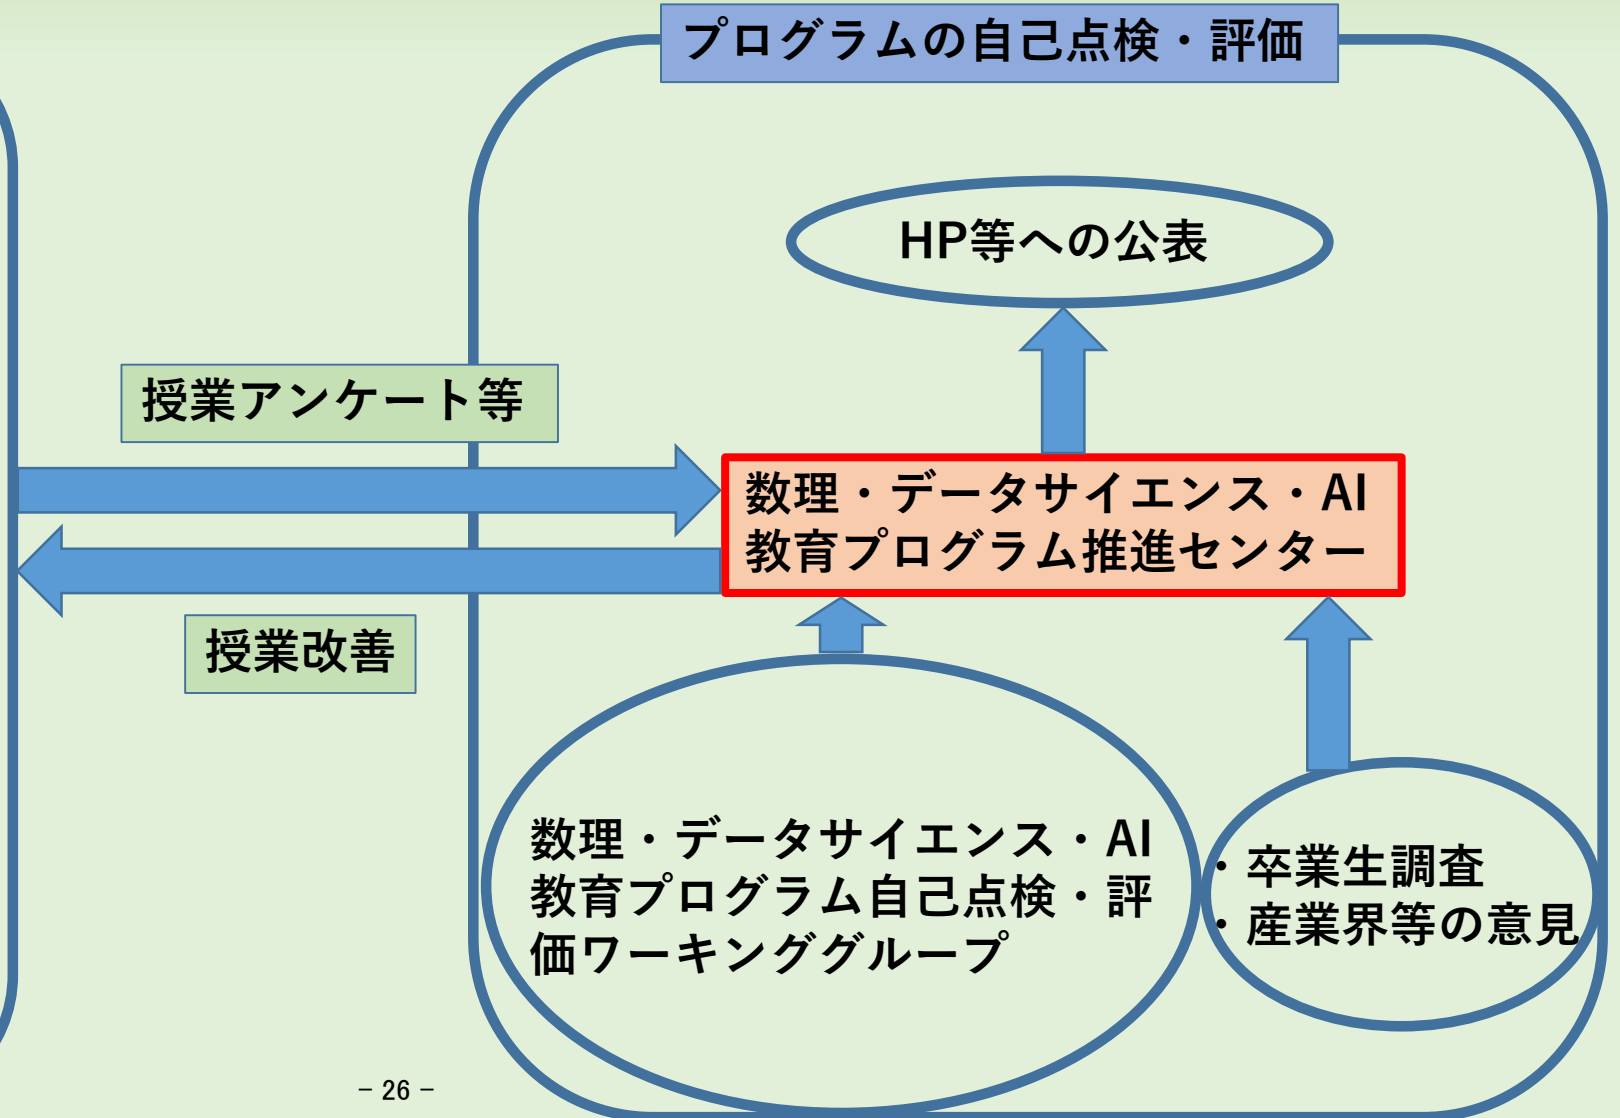 プログラムの自己点検・評価
HP等への公表
授業アンケート等
数理・データサイエンス・AI
教育プログラム推進センター
授業改善
数理・データサイエンス・AI
教育プログラム自己点検・評
価ワーキンググループ
・卒業生調査
・産業界等の意見
− 26 −